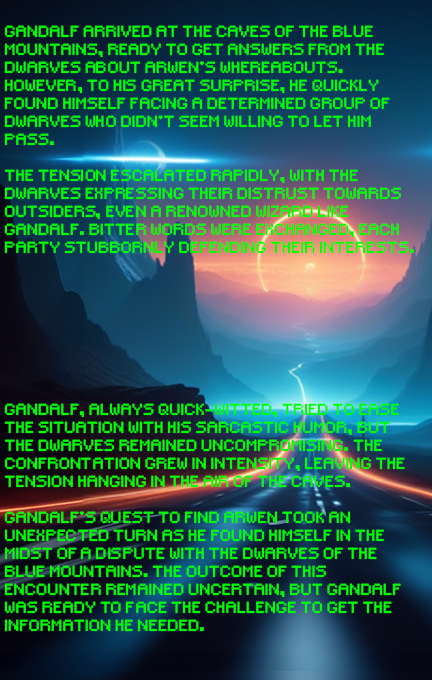 GANDALF ARRIVED AT THE CAVES OF THE BLUE
MOUNTAINS, READY TO GET ANSWERS FROM THE
DWARVES ABOUT ARWEN'S WHEREABOUTS.
HOWEVER, TO HIS GREAT SURPRISE, HE QUICKLY
FOUND HIMSELF FACING A DETERMINED GROUP OF
DWARVES WHO DIDN'T SEEM WILLING TO LET HIM
PASS.
THE TENSION ESCALATED RAPIDLY, WITH THE
DWARVES EXPRESSING THEIR DISTRUST TOWARDS
OUTSIDERS, EVEN A RENOWNED WIZARD LIKE
GANDALF. BITTER WORDS WERE EXCHANGED, EACH
PARTY STUBBORNLY DEFENDING THEIR INTERESTS.
GANDALF, ALWAYS QUICK-WITTED, TRIED TO EASE
THE SITUATION WITH HIS SARCASTIC HUMOR, BUT
THE DWARVES REMAINED UNCOMPROMISING. THE
CONFRONTATION GREW IN INTENSITY, LEAVING THE
TENSION HANGING IN THE AIR OF THE CAVES.
GANDALF'S QUEST TO FIND ARWEN TOOK AN
UNEXPECTED TURN AS HE FOUND HIMSELF IN THE
MIDST OF A DISPUTE WITH THE DWARVES OF THE
BLUE MOUNTAINS. THE OUTCOME OF THIS
ENCOUNTER REMAINED UNCERTAIN, BUT GANDALF
WAS READY TO FACE THE CHALLENGE TO GET THE
INFORMATION HE NEEDED.